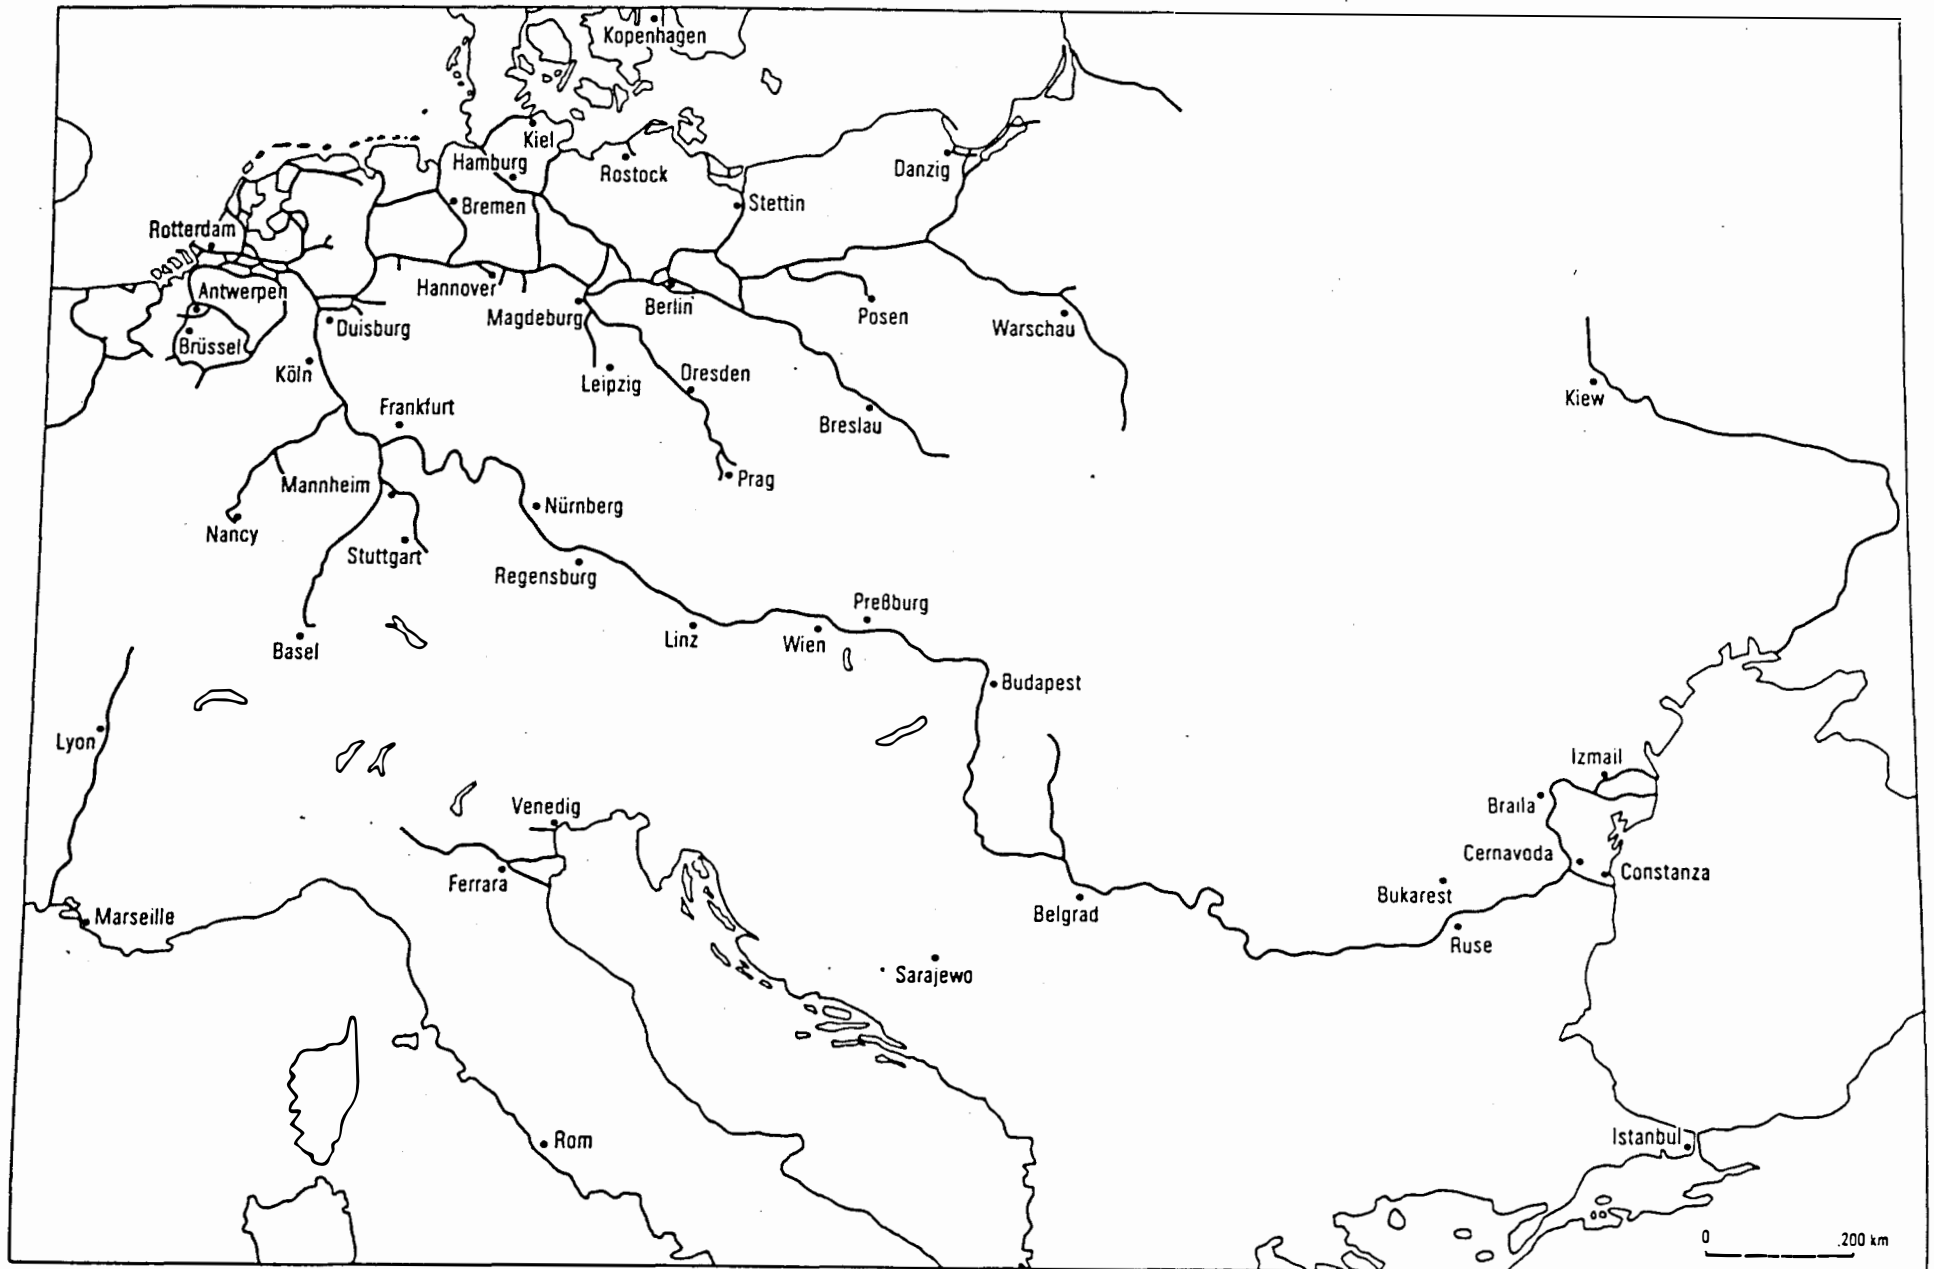 Kopenhagen
Kiel
Hamburg
Rostock
Danzig
Bremen
Stettin
Rotterdam
Hannover
Antwerpen
Magdeburg
Berlin
Posen
Warschau
Duisburg
Brüssel
Köln
Leipzig
Dresden
Kiew
Frankfurt
Breslau
Mannheim
Prag
Nürnberg
Nancy
Stuttgart
Regensburg
Preßburg
Linz
Wien
Basel
Budapest
Lyon
Izmail
Venedig
Braila
Cernavoda
Constanza
Ferrara
Bukarest
Marseille
Belgrad
Ruse
Sarajewo
Rom
Istanbul
0 200 km